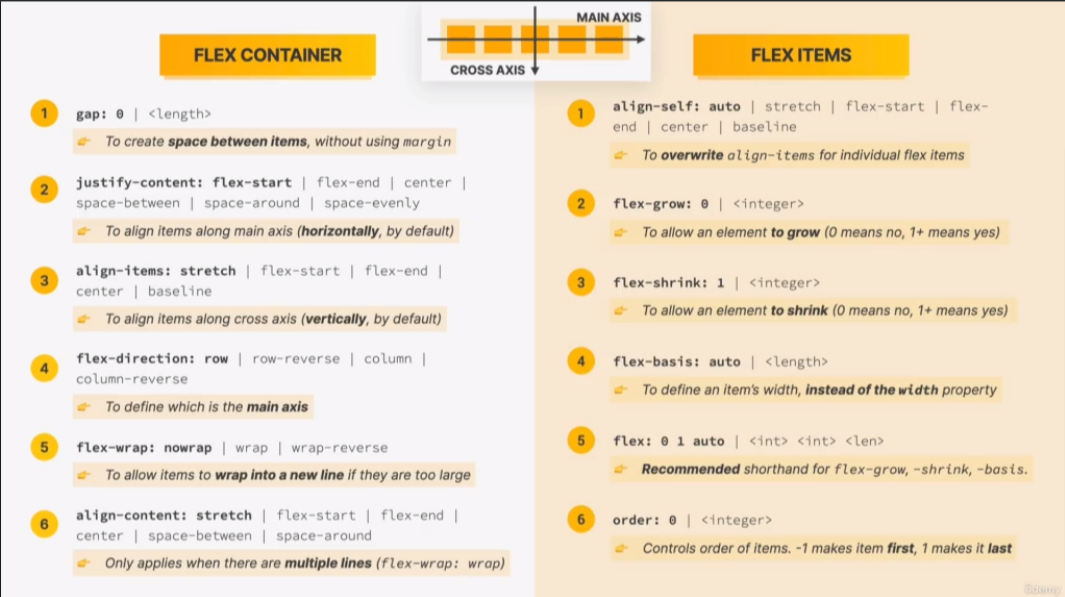 MAIN AXIS
CROSS AXIS
FLEX CONTAINER
1
gap: 0 | <length>
To create space between items, without using margin
2
justify-content: flex-start | flex-end | center |
space-between | space-around | space-evenly
To align items along main axis (horizontally, by default)
3
align-items: stretch | flex-start | flex-end |
center | baseline
To align items along cross axis (vertically, by default)
4
flex-direction: row | row-reverse | column |
column-reverse
To define which is the main axis
5
flex-wrap: nowrap | wrap | wrap-reverse
To allow items to wrap into a new line if they are too large
6
align-content: stretch | flex-start | flex-end |
center | space-between | space-around
Only applies when there are multiple lines (flex-wrap: wrap)
FLEX ITEMS
1
align-self: auto | stretch | flex-start | flex-
end | center | baseline
To overwrite align-items for individual flex items
2
flex-grow: 0 | <integer>
To allow an element to grow (0 means no, 1+ means yes)
3
flex-shrink: 1 | <integer>
To allow an element to shrink (0 means no, 1+ means yes)
4
flex-basis: auto | <length>
To define an item's width, instead of the width property
5
flex: 0 1 auto | <int> <int> <len>
Recommended shorthand for flex-grow, -shrink, -basis.
6
order: 0 | <integer>
Controls order of items. -1 makes item first, 1 makes it last
ûdemy